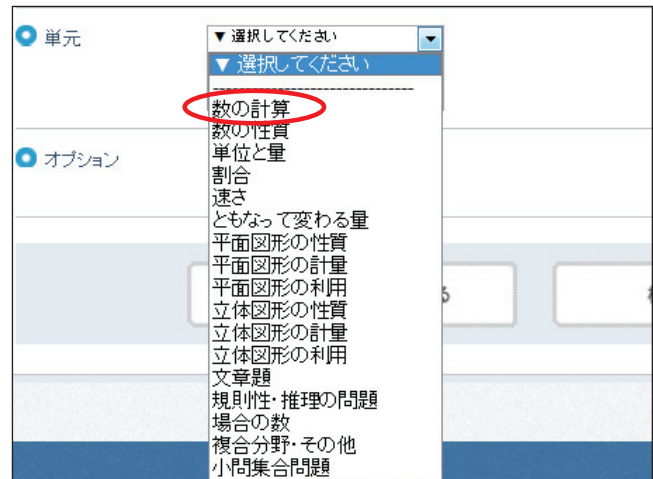 単元
▼ 選択してください
▼ 選択してください
------------------------------
数の計算
数の性質
単位と量
オプション
割合
速さ
ともなって変わる量
平面図形の性質
平面図形の計量
平面図形の利用
る
立体図形の性質
立体図形の計量
立体図形の利用
文章題
規則性・推理の問題
場合の数
複合分野・その他
小問集合問題